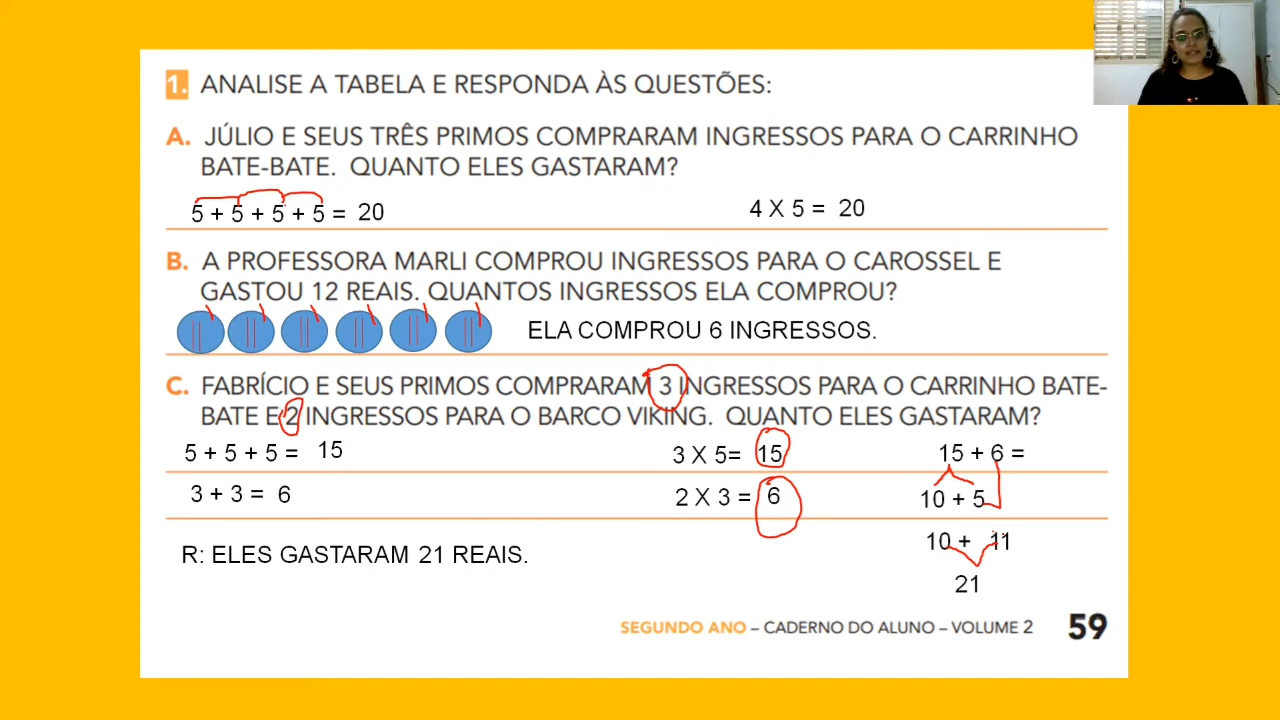 1. ANALISE A TABELA E RESPONDA ÀS QUESTÕES:
A. JÚLIO E SEUS TRÊS PRIMOS COMPRARAM INGRESSOS PARA O CARRINHO
BATE-BATE. QUANTO ELES GASTARAM?
5 + 5 + 5 + 5 = 20
4 X 5 = 20
B. A PROFESSORA MARLI COMPROU INGRESSOS PARA O CAROSSEL E
GASTOU 12 REAIS. QUANTOS INGRESSOS ELA COMPROU?
ELA COMPROU 6 INGRESSOS.
C. FABRÍCIO E SEUS PRIMOS COMPRARAM 3 INGRESSOS PARA O CARRINHO BATE-
BATE E 2 INGRESSOS PARA O BARCO VIKING. QUANTO ELES GASTARAM?
5 + 5 + 5 = 15
3 X 5= 15
15 + 6 =
3 + 3 = 6
2 X 3 = 6
10 + 5
10 + 11
R: ELES GASTARAM 21 REAIS.
21
SEGUNDO ANO – CADERNO DO ALUNO – VOLUME 2 59